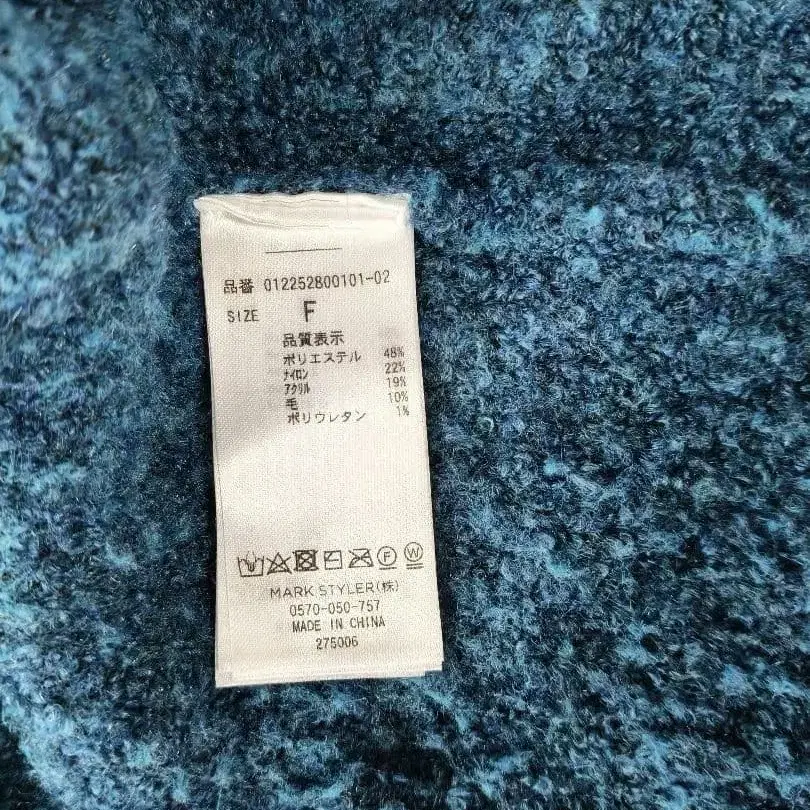 品番 012252800101-02
SIZE F
品質表示
ポリエステル 48%
ナイロン 22%
アクリル 19%
毛 10%
ポリウレタン 1%
F W
MARK STYLER(株)
0570-050-757
MADE IN CHINA
275006